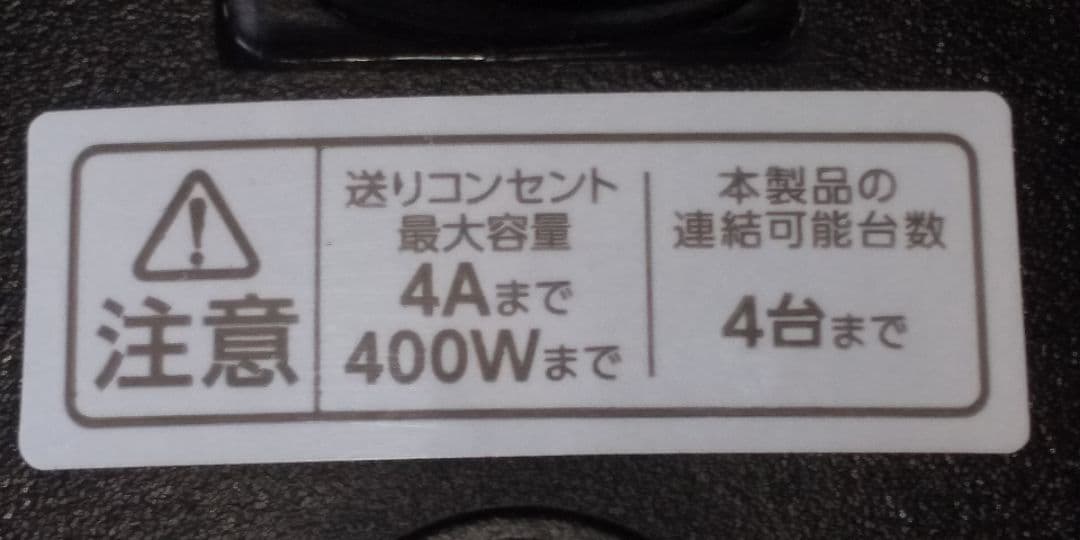 注意
送りコンセント
最大容量
4Aまで
400Wまで
本製品の
連結可能台数
4台まで